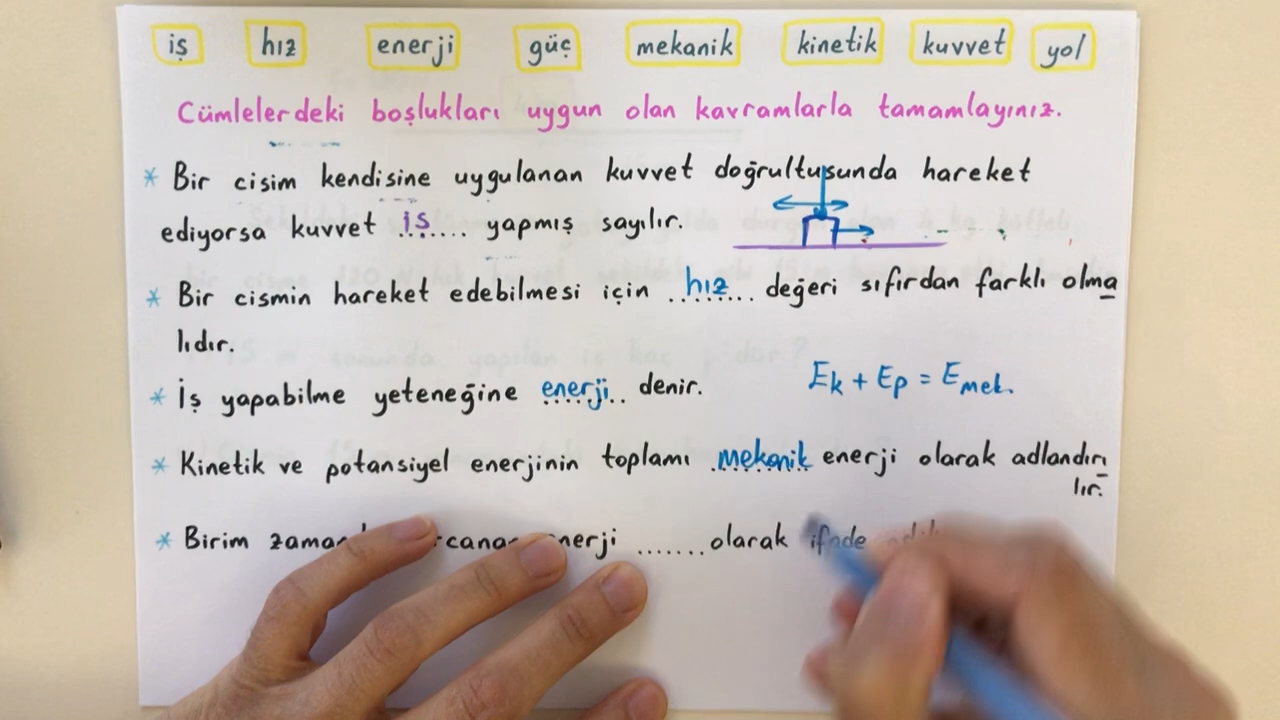 iş hız enerji güç mekanik kinetik kuvvet yol
Cümlelerdeki boşlukları uygun olan kavramlarla tamamlayınız.
* Bir cisim kendisine uygulanan kuvvet doğrultusunda hareket
ediyorsa kuvvet iş yapmış sayılır.
* Bir cismin hareket edebilmesi için ..hız.. değeri sıfırdan farklı olma
lıdır.
* İş yapabilme yeteneğine enerji.. denir.
Ek + Ep = Emek.
* Kinetik ve potansiyel enerjinin toplamı mekanik enerji olarak adlandırı
lır.
* Birim ....... olarak ifade